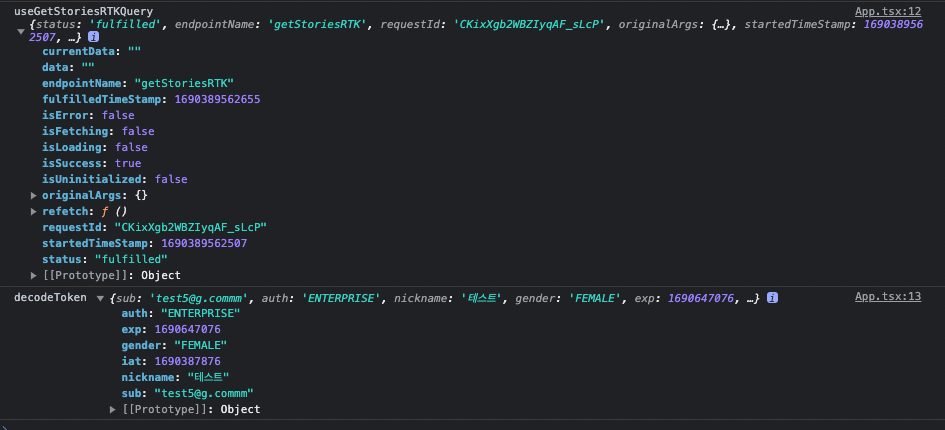 useGetStoriesRTKQuery App.tsx:12
{status: 'fulfilled', endpointName: 'getStoriesRTK', requestId: 'CKixXgb2WBZIyqAF_sLcP', originalArgs: {…}, startedTimeStamp: 169038956
2507, …} i
currentData: ""
data: ""
endpointName: "getStoriesRTK"
fulfilledTimeStamp: 1690389562655
isError: false
isFetching: false
isLoading: false
isSuccess: true
isUninitialized: false
originalArgs: {}
refetch: ƒ ()
requestId: "CKixXgb2WBZIyqAF_sLcP"
startedTimeStamp: 1690389562507
status: "fulfilled"
[[Prototype]]: Object
decodeToken {sub: 'test5@g.commm', auth: 'ENTERPRISE', nickname: '테스트', gender: 'FEMALE', exp: 1690647076, …} i App.tsx:13
auth: "ENTERPRISE"
exp: 1690647076
gender: "FEMALE"
iat: 1690387876
nickname: "테스트"
sub: "test5@g.commm"
[[Prototype]]: Object